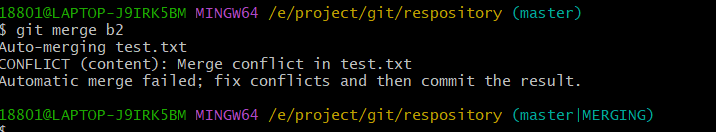 18801@LAPTOP-J9IRK5BM MINGW64 /e/project/git/respository (master)
$ git merge b2
Auto-merging test.txt
CONFLICT (content): Merge conflict in test.txt
Automatic merge failed; fix conflicts and then commit the result.
18801@LAPTOP-J9IRK5BM MINGW64 /e/project/git/respository (master|MERGING)
$